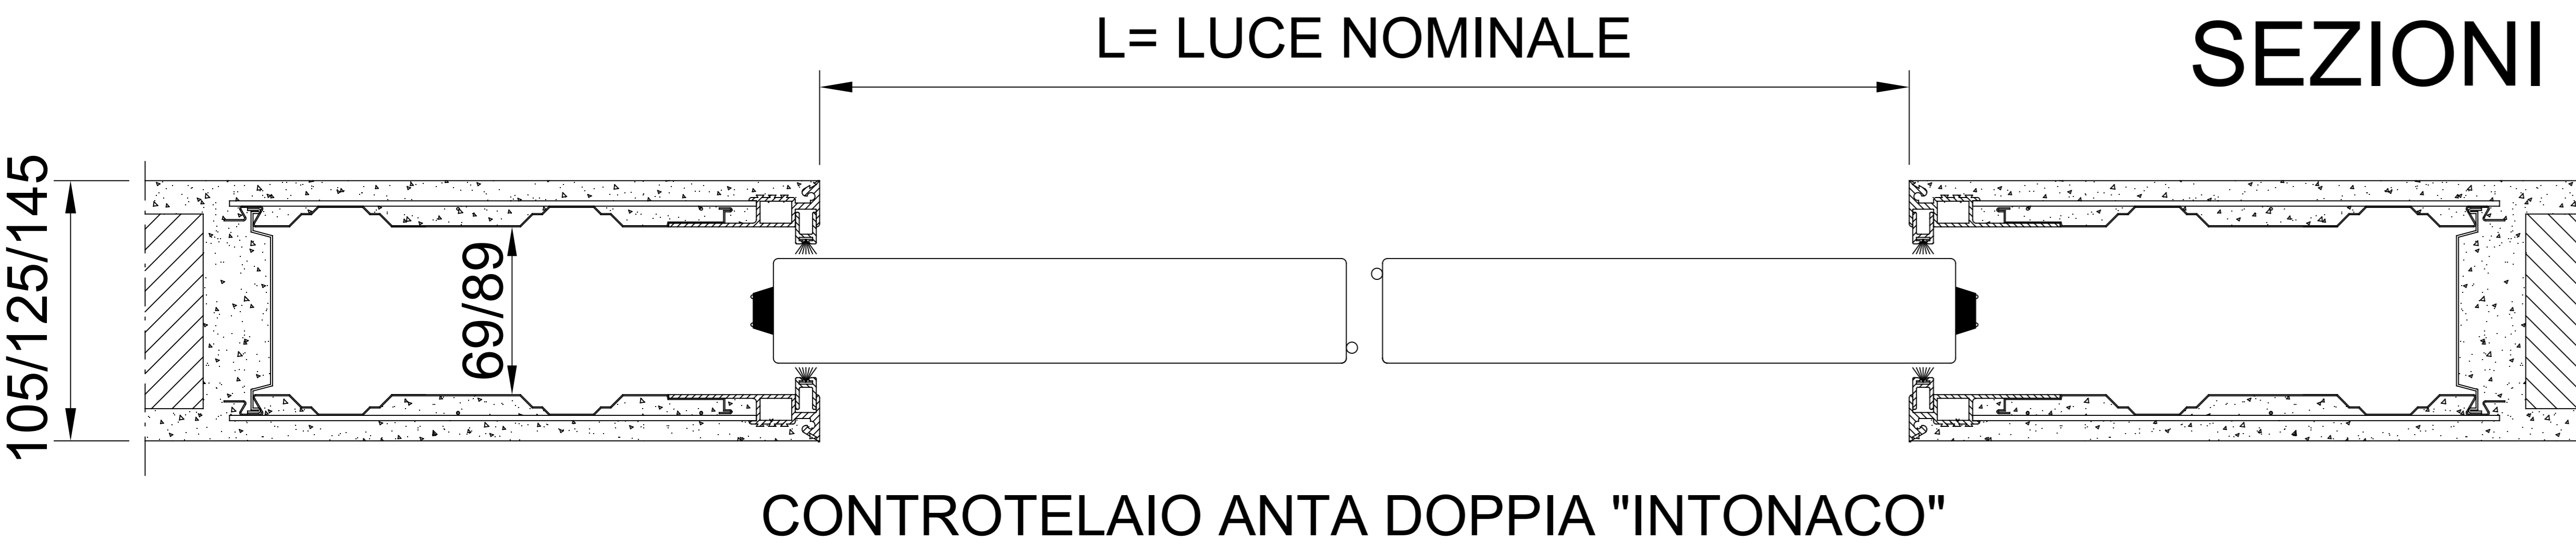 L= LUCE NOMINALE
SEZIONI
105/125/145
69/89
CONTROTELAIO ANTA DOPPIA "INTONACO"